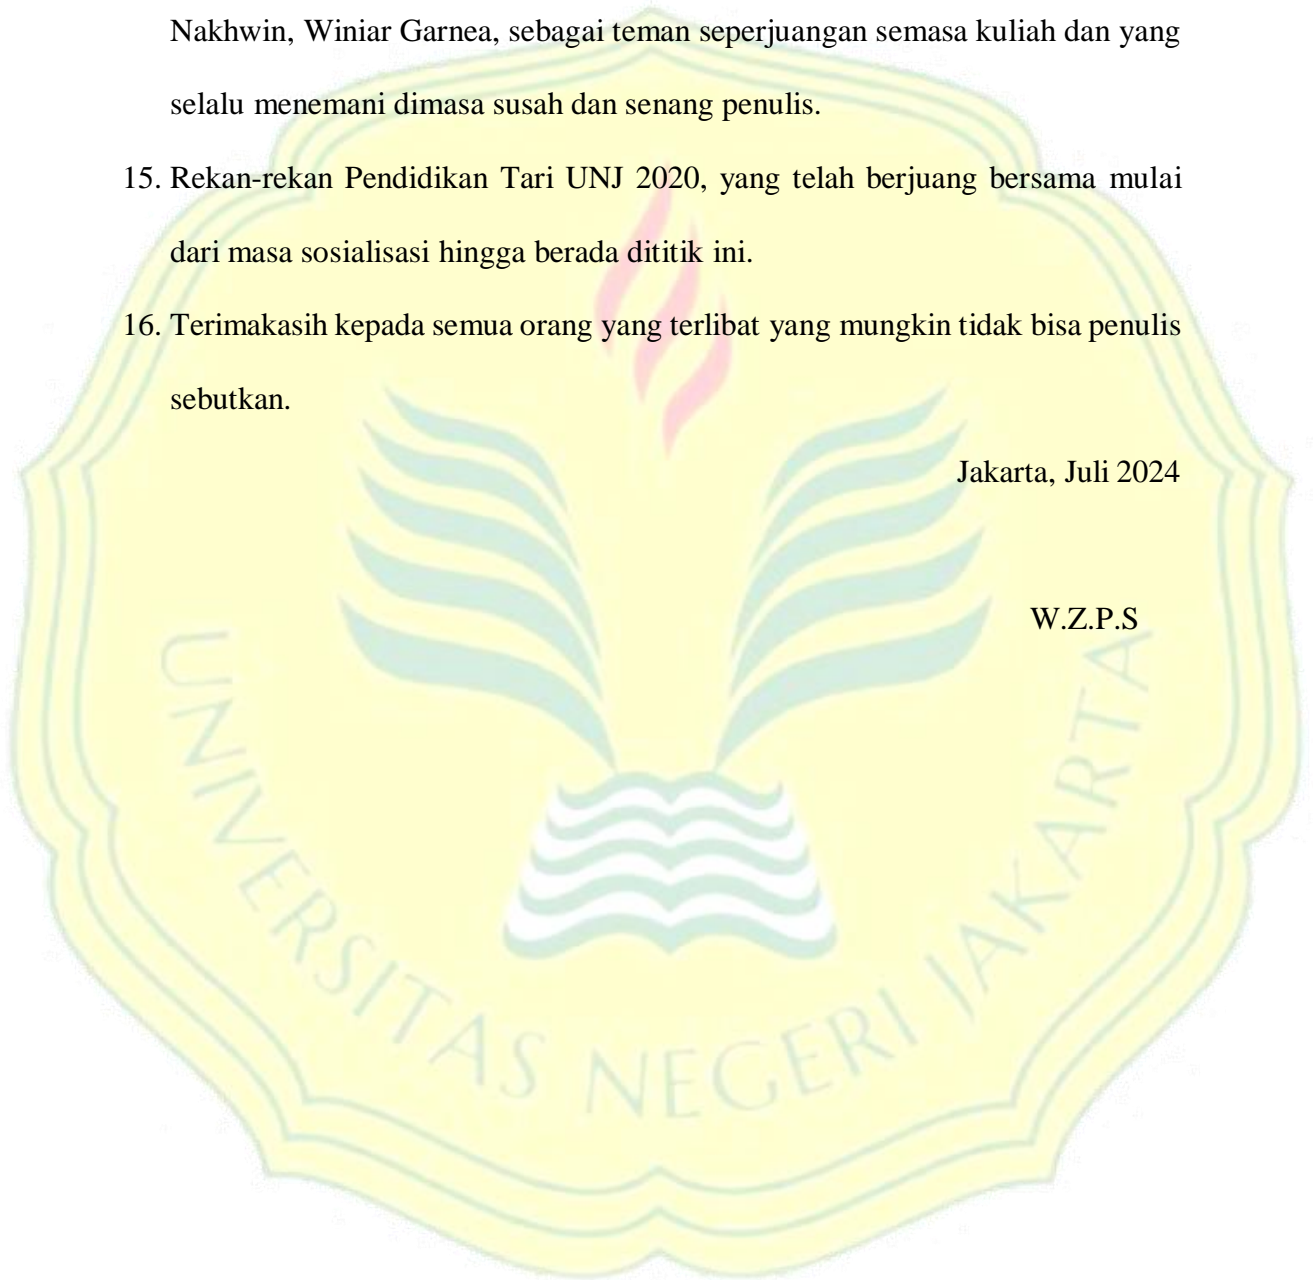 Nakhwin, Winiar Garnea, sebagai teman seperjuangan semasa kuliah dan yang
selalu menemani dimasa susah dan senang penulis.
15. Rekan-rekan Pendidikan Tari UNJ 2020, yang telah berjuang bersama mulai
dari masa sosialisasi hingga berada dititik ini.
16. Terimakasih kepada semua orang yang terlibat yang mungkin tidak bisa penulis
sebutkan.
Jakarta, Juli 2024
W.Z.P.S
UNIVERSITAS NEGERI JAKARTA